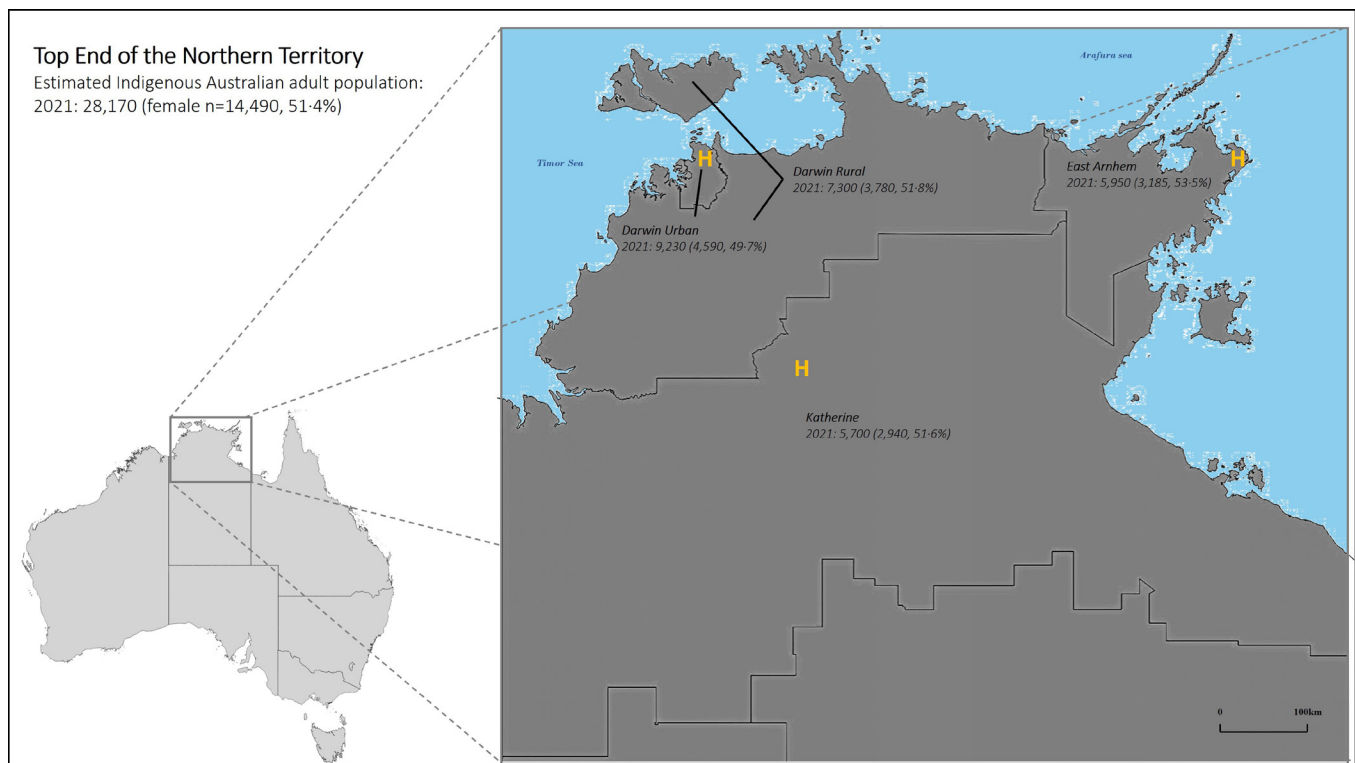 Top End of the Northern Territory
Estimated Indigenous Australian adult population:
2021: 28,170 (female n=14,490, 51·4%)
Arafura sea
Timor Sea
H
H
Darwin Rural
2021: 7,300 (3,780, 51·8%)
East Arnhem
2021: 5,950 (3,185, 53·5%)
Darwin Urban
2021: 9,230 (4,590, 49·7%)
H
Katherine
2021: 5,700 (2,940, 51·6%)
0 100km